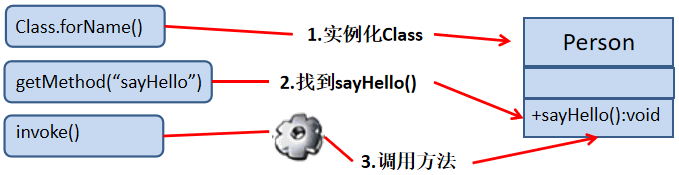 Class.forName()
1.实例化Class
Person
getMethod(“sayHello”)
2.找到sayHello()
+sayHello():void
invoke()
3.调用方法